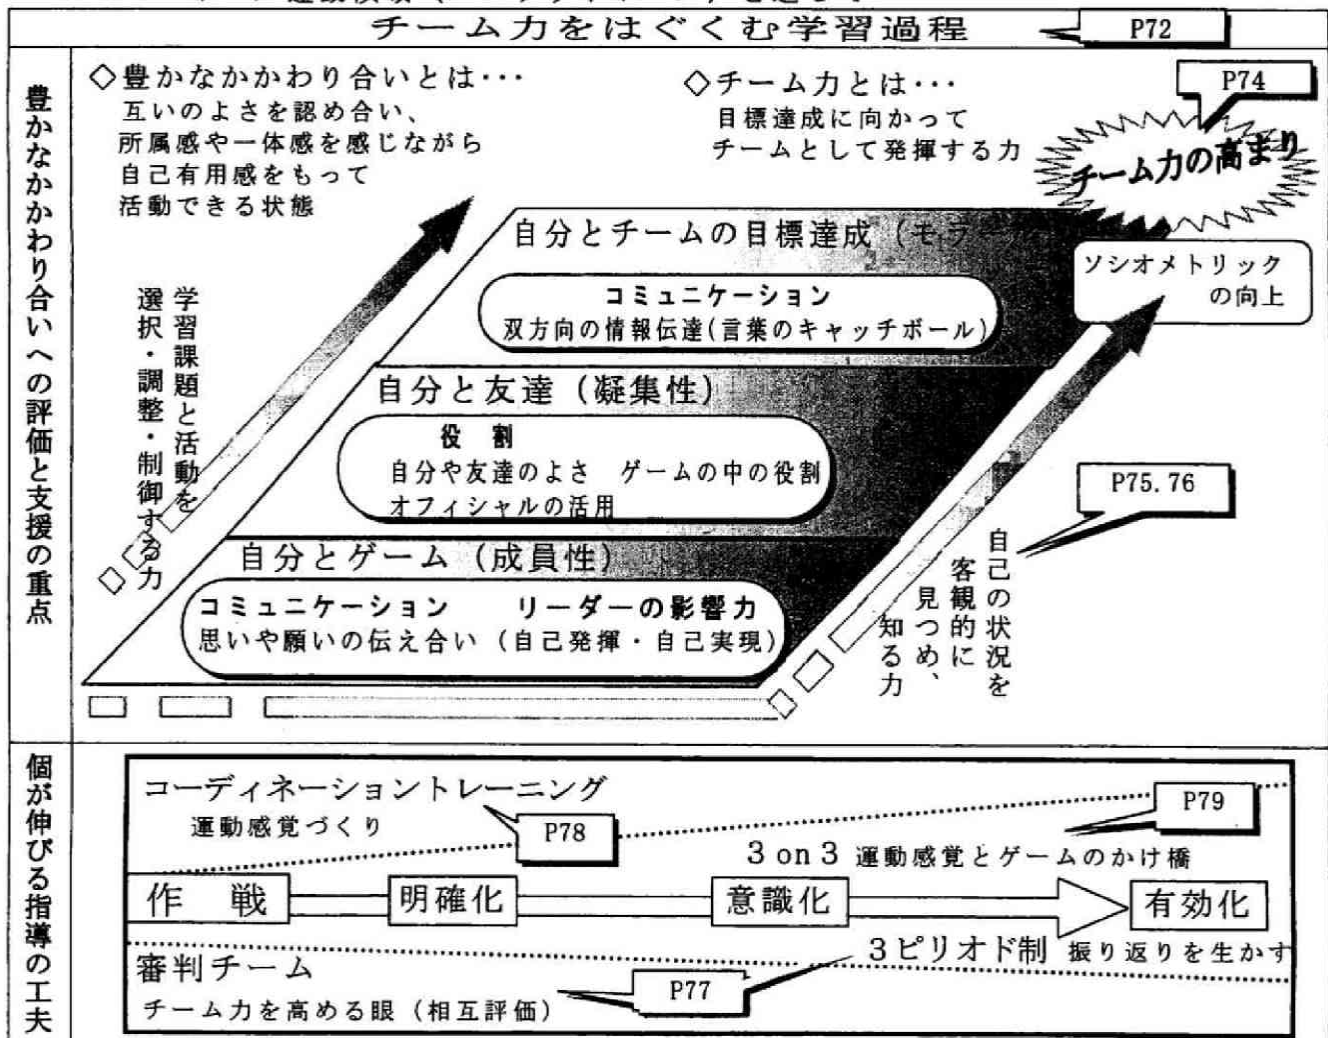 チーム力をはぐくむ学習過程
P72
豊かなかかわり合いへの評価と支援の重点
◇豊かなかかわり合いとは･･･
互いのよさを認め合い、
所属感や一体感を感じながら
自己有用感をもって
活動できる状態
◇チーム力とは･･･
目標達成に向かって
チームとして発揮する力
P74
チーム力の高まり
自分とチームの目標達成（モラー
コミュニケーション
双方向の情報伝達(言葉のキャッチボール)
ソシオメトリック
の向上
学習課題と活動を
選択・調整・制御する力
自分と友達（凝集性）
役 割
自分や友達のよさ　ゲームの中の役割
オフィシャルの活用
P75.76
自己の状況を
客観的に
見つめ、
知る力
自分とゲーム（成員性）
コミュニケーション　リーダーの影響力
思いや願いの伝え合い（自己発揮・自己実現）
個が伸びる指導の工夫
コーディネーショントレーニング
運動感覚づくり
P78
P79
３on３ 運動感覚とゲームのかけ橋
作 戦
明確化
意識化
有効化
３ピリオド制 振り返りを生かす
審判チーム
チーム力を高める眼（相互評価）
P77